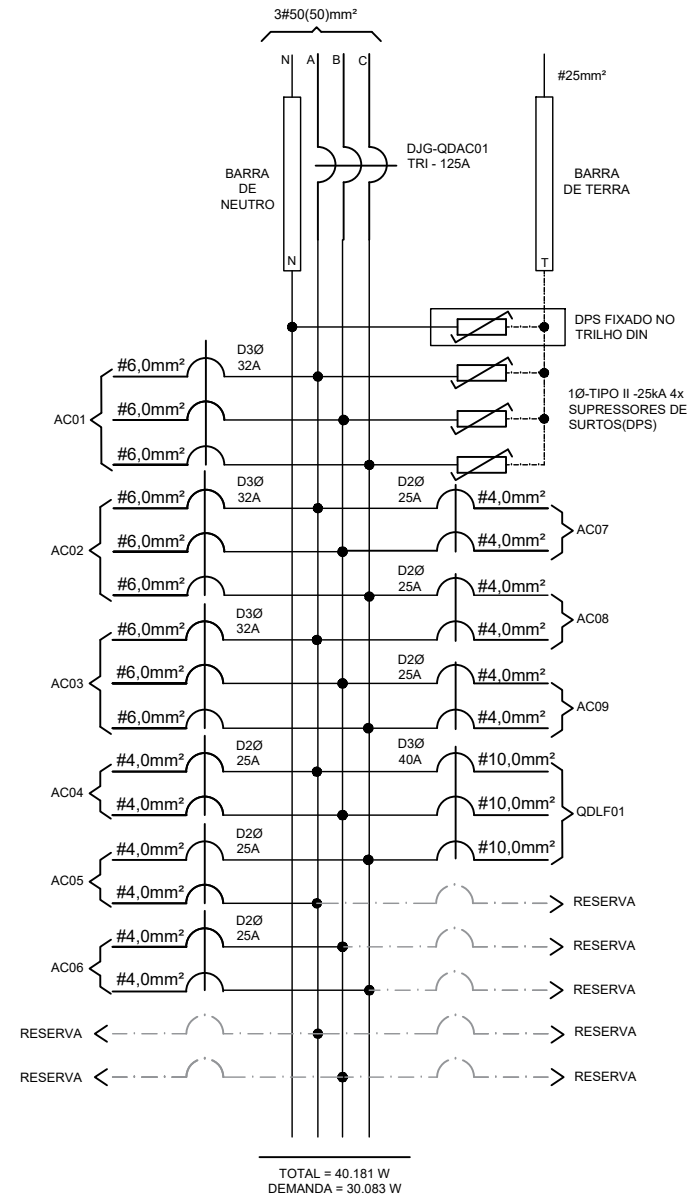 3#50(50)mm²
N A B C
#25mm²
DJG-QDAC01
TRI - 125A
BARRA
DE
NEUTRO
BARRA
DE TERRA
N
T
DPS FIXADO NO
TRILHO DIN
1Ø-TIPO II -25kA 4x
SUPRESSORES DE
SURTOS(DPS)
AC01
#6,0mm²
D3Ø
32A
#6,0mm²
#6,0mm²
AC02
#6,0mm²
D3Ø
32A
#6,0mm²
#6,0mm²
D2Ø
25A
#4,0mm²
#4,0mm²
AC07
D2Ø
25A
#4,0mm²
#4,0mm²
AC08
AC03
#6,0mm²
D3Ø
32A
#6,0mm²
#6,0mm²
D2Ø
25A
#4,0mm²
#4,0mm²
AC09
AC04
#4,0mm²
D2Ø
25A
#4,0mm²
D3Ø
40A
#10,0mm²
#10,0mm²
#10,0mm²
QDLF01
AC05
#4,0mm²
D2Ø
25A
#4,0mm²
RESERVA
AC06
#4,0mm²
D2Ø
25A
#4,0mm²
RESERVA
RESERVA
RESERVA
RESERVA
RESERVA
RESERVA
TOTAL = 40.181 W
DEMANDA = 30.083 W